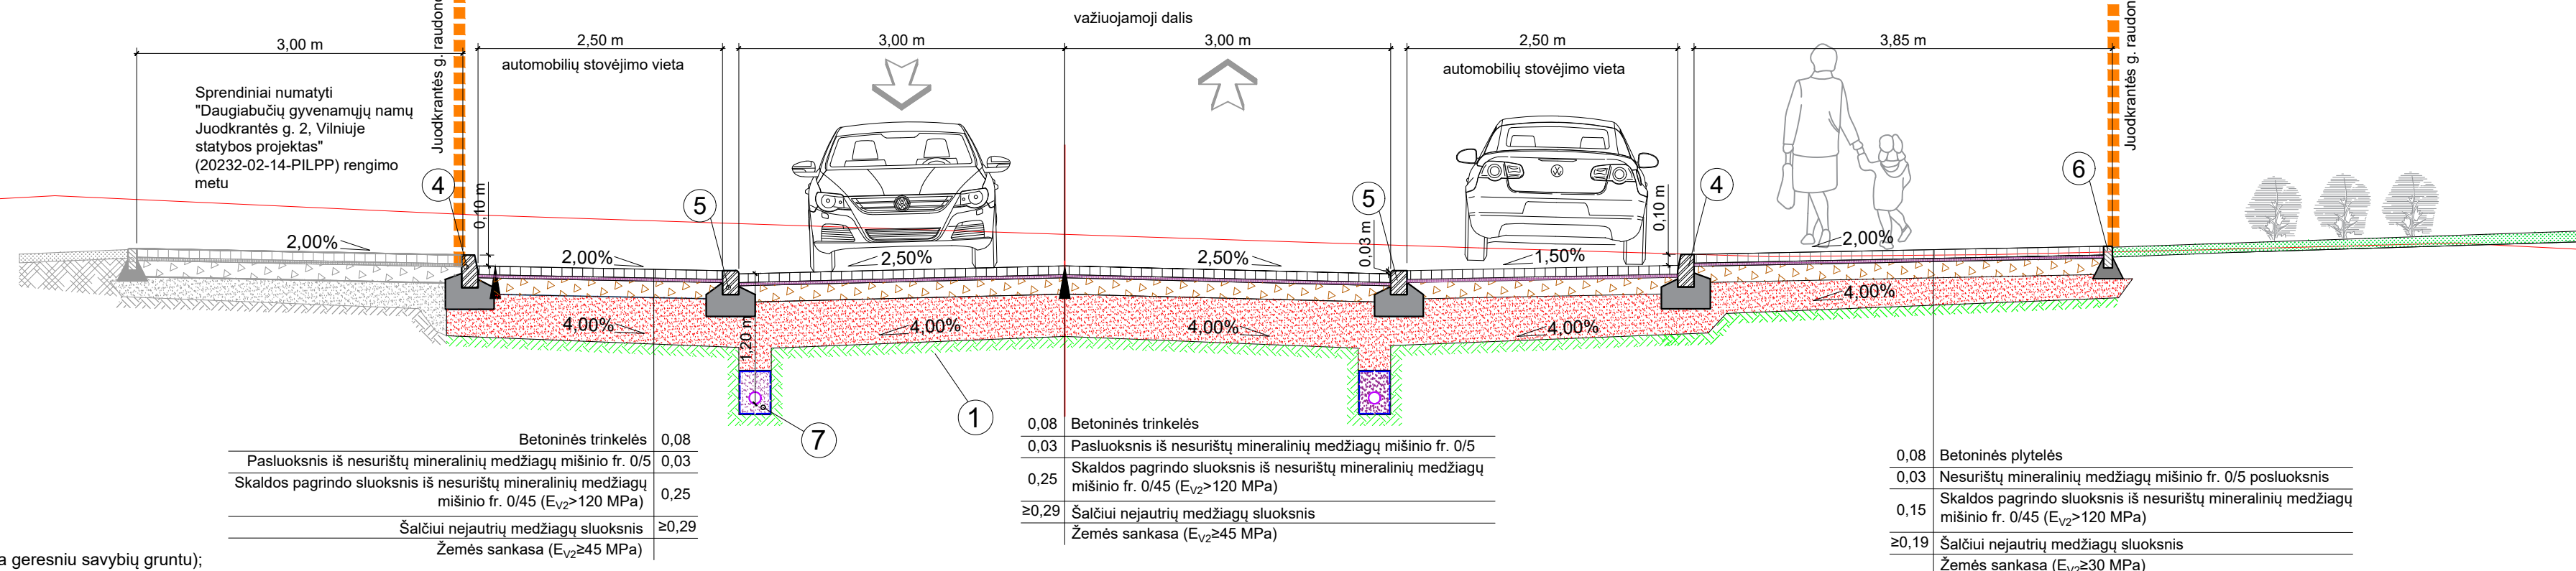 važiuojamoji dalis
3,00 m
2,50 m
3,00 m
3,00 m
2,50 m
3,85 m
automobilių stovėjimo vieta
automobilių stovėjimo vieta
Juodkrantės g. raudon
Juodkrantės g. raudon
Sprendiniai numatyti
"Daugiabučių gyvenamųjų namų
Juodkrantės g. 2, Vilniuje
statybos projektas"
(20232-02-14-PILPP) rengimo
metu
4
0,10 m
5
5
0,03 m
0,10 m
4
6
2,00%
2,00%
2,50%
2,50%
1,50%
2,00%
4,00%
1,20 m
4,00%
4,00%
4,00%
4,00%
7
1
Betoninės trinkelės 0,08
Pasluoksnis iš nesurištų mineralinių medžiagų mišinio fr. 0/5 0,03
Skaldos pagrindo sluoksnis iš nesurištų mineralinių medžiagų
mišinio fr. 0/45 (EV2>120 MPa) 0,25
Šalčiui nejautrių medžiagų sluoksnis ≥0,29
Žemės sankasa (EV2≥45 MPa)
0,08 Betoninės trinkelės
0,03 Pasluoksnis iš nesurištų mineralinių medžiagų mišinio fr. 0/5
0,25 Skaldos pagrindo sluoksnis iš nesurištų mineralinių medžiagų
mišinio fr. 0/45 (EV2>120 MPa)
≥0,29 Šalčiui nejautrių medžiagų sluoksnis
Žemės sankasa (EV2≥45 MPa)
0,08 Betoninės plytelės
0,03 Nesurištų mineralinių medžiagų mišinio fr. 0/5 posluoksnis
0,15 Skaldos pagrindo sluoksnis iš nesurištų mineralinių medžiagų
mišinio fr. 0/45 (EV2>120 MPa)
≥0,19 Šalčiui nejautrių medžiagų sluoksnis
Žemės sankasa (EV2≥30 MPa)
a geresniu savybių gruntu);